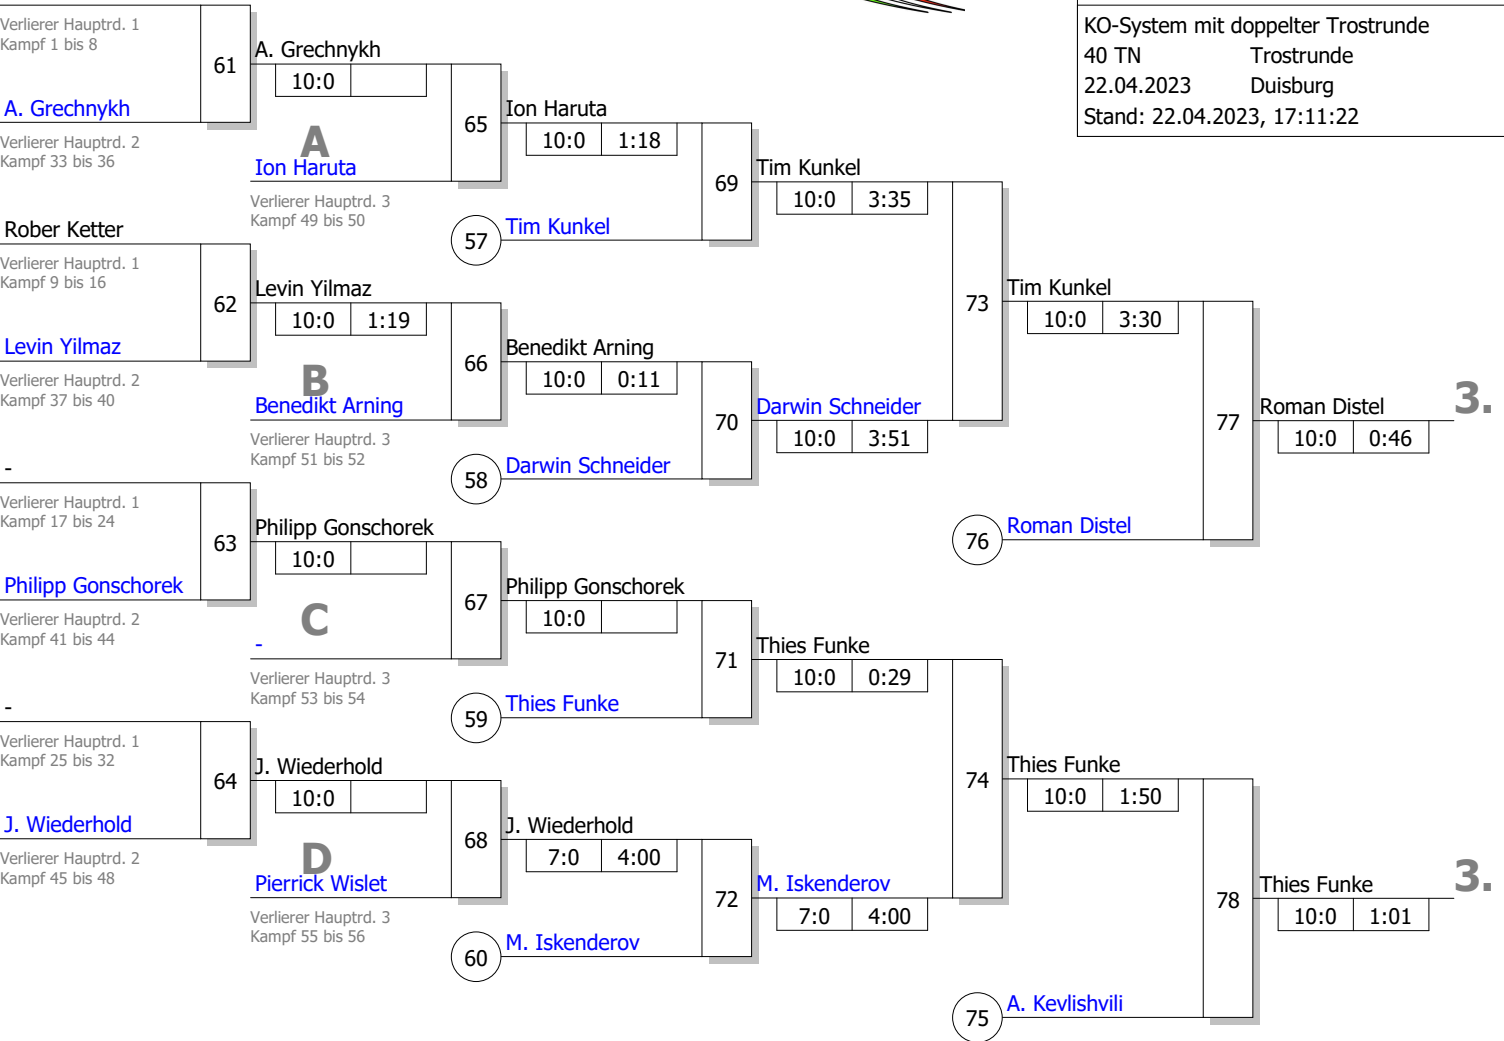 KO-System mit doppelter Trostrunde
40 TN Trostrunde
22.04.2023 Duisburg
Stand: 22.04.2023, 17:11:22
Verlierer Hauptrd. 1
Kampf 1 bis 8
61
A. Grechnykh
10:0
A. Grechnykh
Verlierer Hauptrd. 2
Kampf 33 bis 36
A
Ion Haruta
Verlierer Hauptrd. 3
Kampf 49 bis 50
65
Ion Haruta
10:0 1:18
57
Tim Kunkel
69
Tim Kunkel
10:0 3:35
Rober Ketter
Verlierer Hauptrd. 1
Kampf 9 bis 16
62
Levin Yilmaz
10:0 1:19
Levin Yilmaz
Verlierer Hauptrd. 2
Kampf 37 bis 40
B
Benedikt Arning
Verlierer Hauptrd. 3
Kampf 51 bis 52
66
Benedikt Arning
10:0 0:11
58
Darwin Schneider
70
Darwin Schneider
10:0 3:51
73
Tim Kunkel
10:0 3:30
76
Roman Distel
77
Roman Distel
10:0 0:46
3.
-
Verlierer Hauptrd. 1
Kampf 17 bis 24
63
Philipp Gonschorek
10:0
Philipp Gonschorek
Verlierer Hauptrd. 2
Kampf 41 bis 44
C
-
Verlierer Hauptrd. 3
Kampf 53 bis 54
67
Philipp Gonschorek
10:0
59
Thies Funke
71
Thies Funke
10:0 0:29
-
Verlierer Hauptrd. 1
Kampf 25 bis 32
64
J. Wiederhold
10:0
J. Wiederhold
Verlierer Hauptrd. 2
Kampf 45 bis 48
D
Pierrick Wislet
Verlierer Hauptrd. 3
Kampf 55 bis 56
68
J. Wiederhold
7:0 4:00
60
M. Iskenderov
72
M. Iskenderov
7:0 4:00
74
Thies Funke
10:0 1:50
75
A. Kevlishvili
78
Thies Funke
10:0 1:01
3.